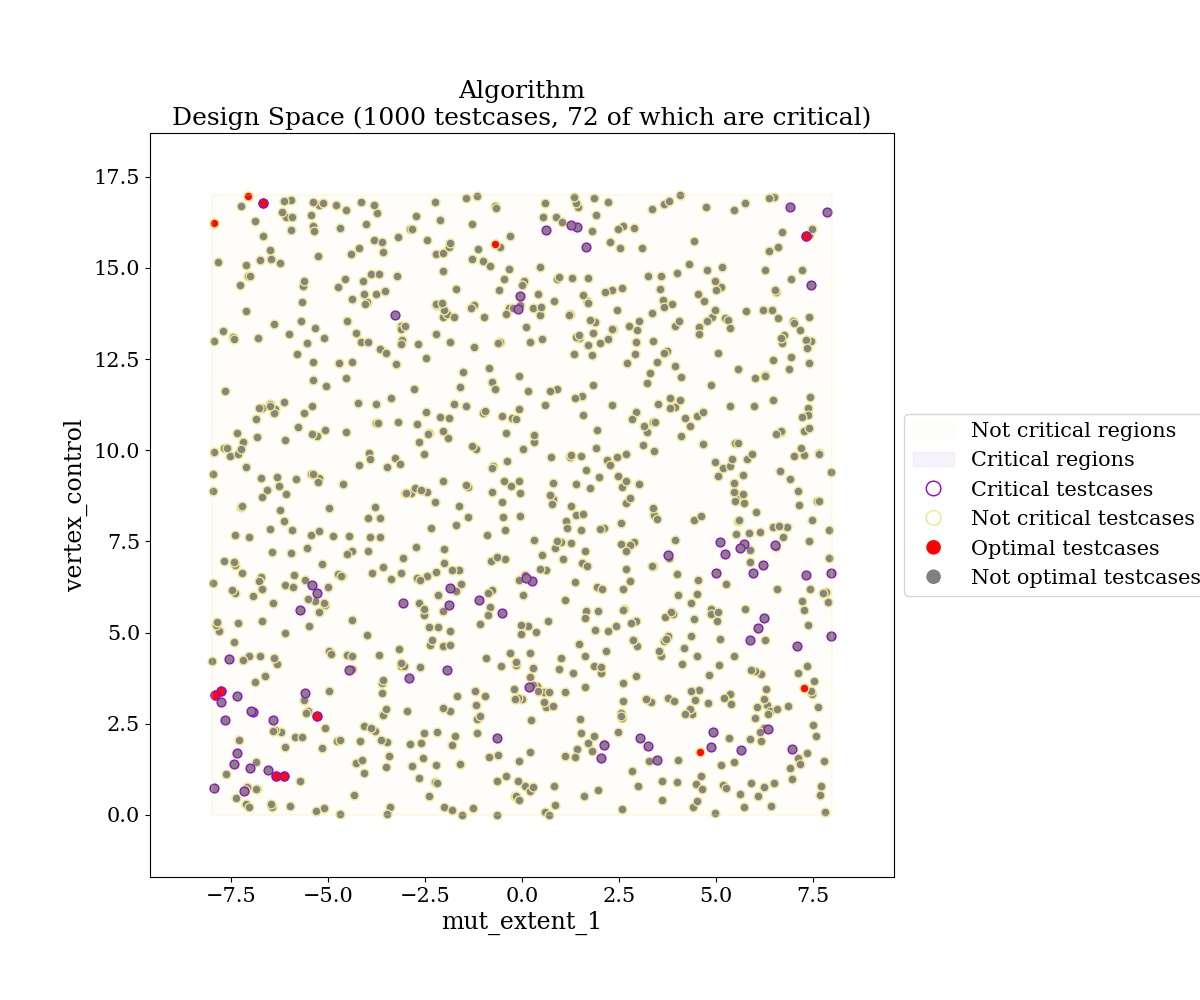 Algorithm
Design Space (1000 testcases, 72 of which are critical)
17.5
15.0
12.5
10.0
7.5
5.0
2.5
0.0
vertex_control
−7.5
−5.0
−2.5
0.0
2.5
5.0
7.5
mut_extent_1
Not critical regions
Critical regions
Critical testcases
Not critical testcases
Optimal testcases
Not optimal testcases